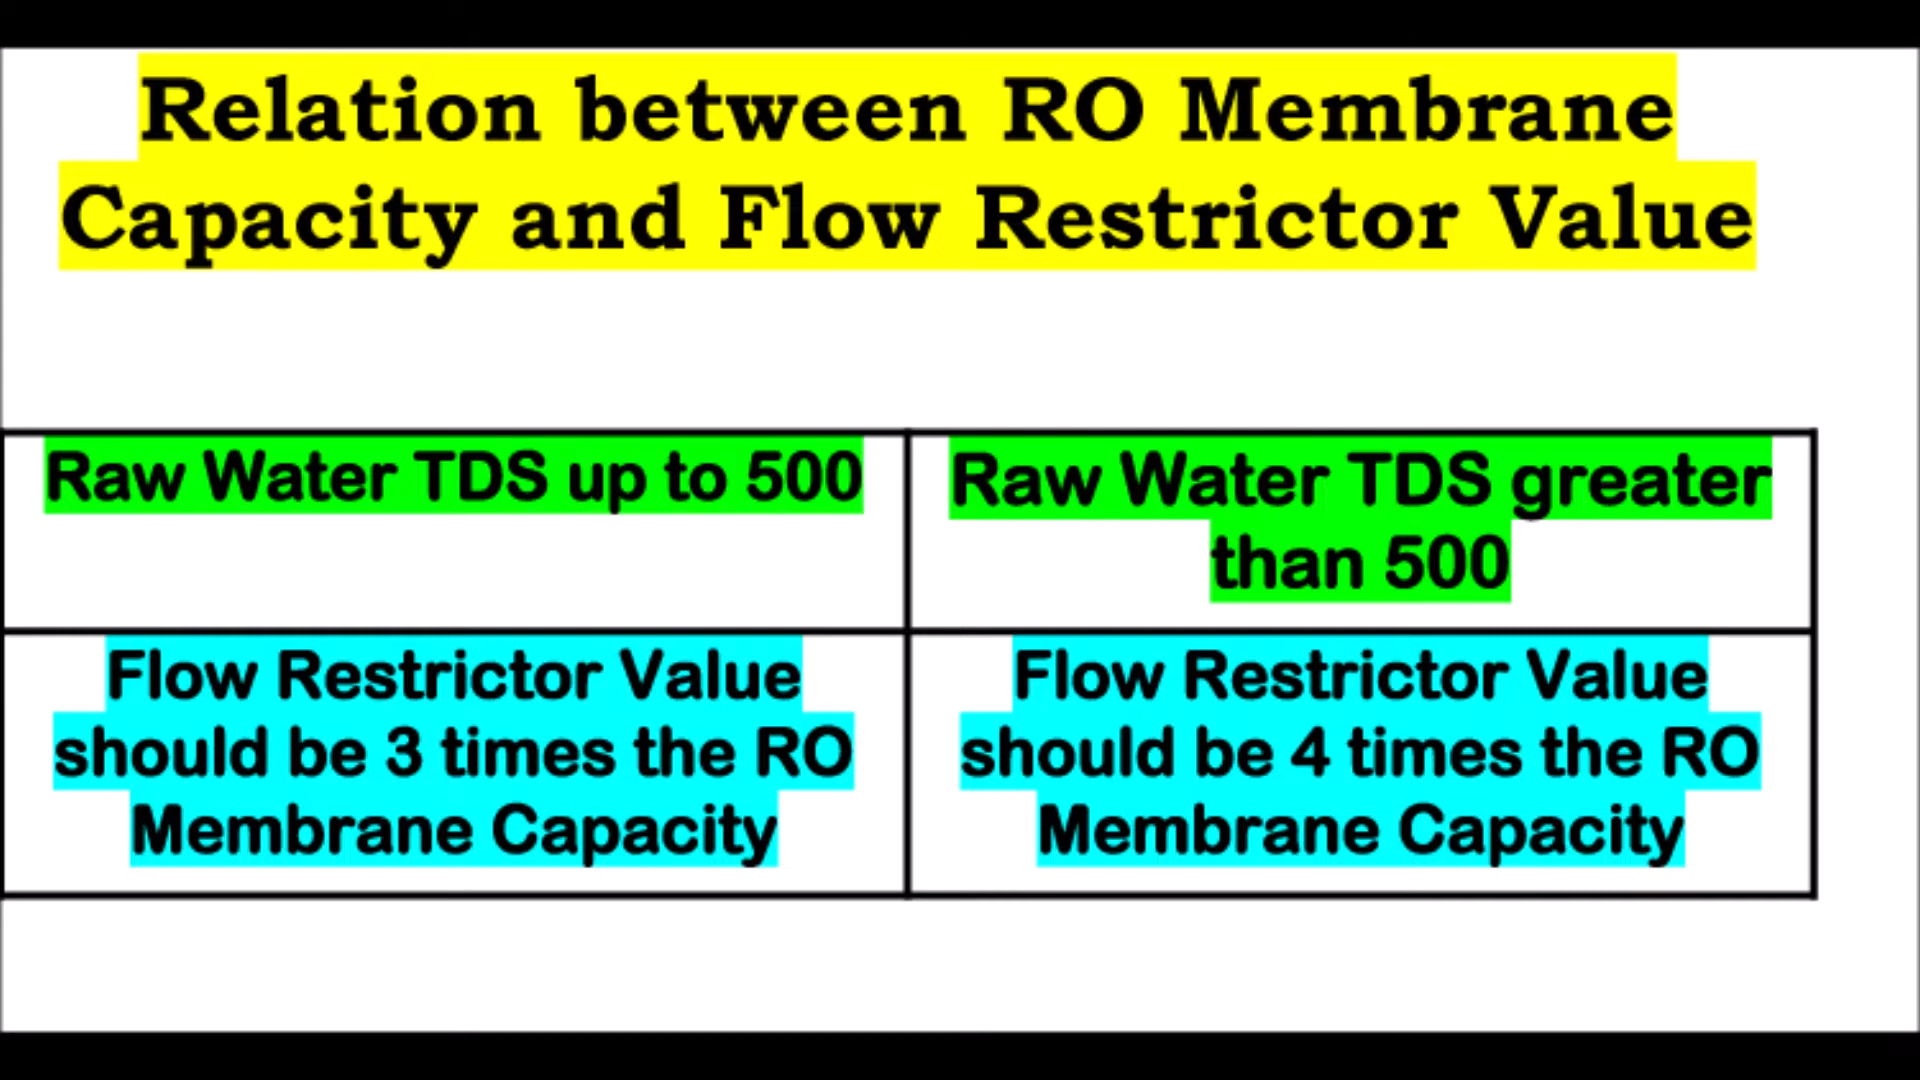 Relation between RO Membrane
Capacity and Flow Restrictor Value
Raw Water TDS up to 500
Raw Water TDS greater
than 500
Flow Restrictor Value
should be 3 times the RO
Membrane Capacity
Flow Restrictor Value
should be 4 times the RO
Membrane Capacity